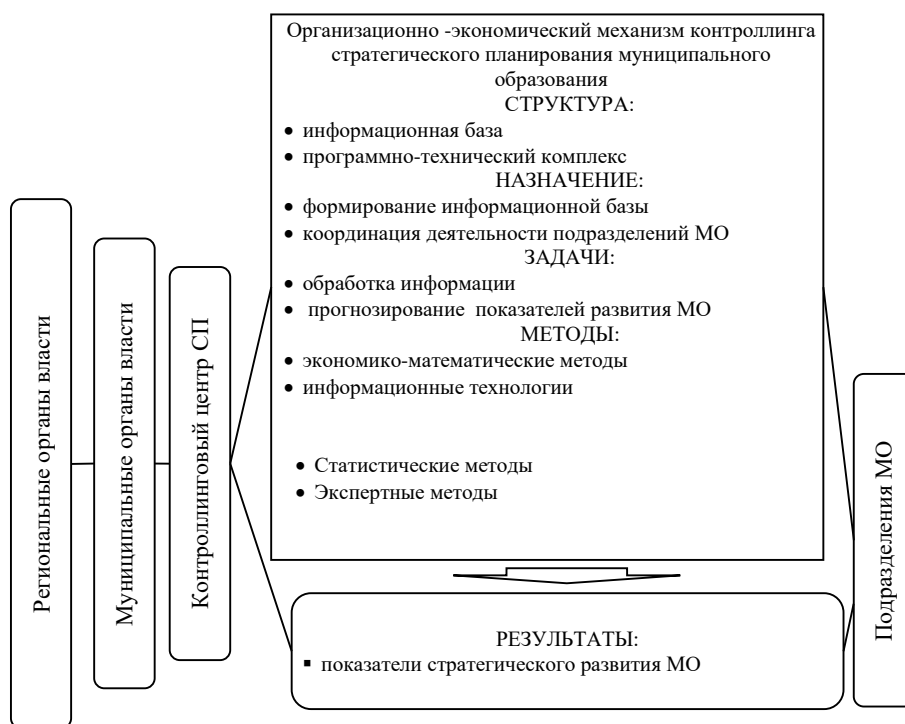 Региональные органы власти
Муниципальные органы власти
Контроллинговый центр СП
Организационно -экономический механизм контроллинга
стратегического планирования муниципального
образования
СТРУКТУРА:
• информационная база
• программно-технический комплекс
НАЗНАЧЕНИЕ:
• формирование информационной базы
• координация деятельности подразделений МО
ЗАДАЧИ:
• обработка информации
• прогнозирование показателей развития МО
МЕТОДЫ:
• экономико-математические методы
• информационные технологии
• Статистические методы
• Экспертные методы
РЕЗУЛЬТАТЫ:
▪ показатели стратегического развития МО
Подразделения МО